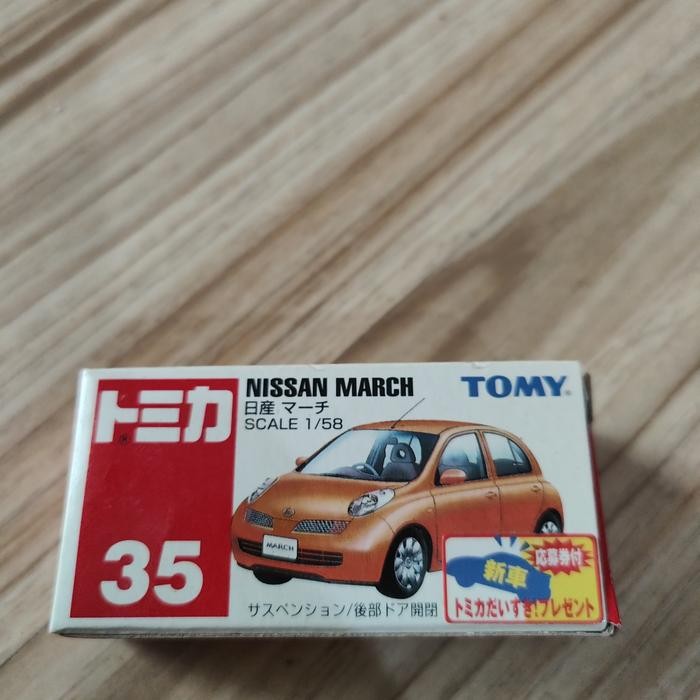 トミカ®
35
NISSAN MARCH
日産 マーチ
SCALE 1/58
TOMY®
MARCH
サスペンション/後部ドア開閉
応募券付
新車
トミカだいすき!プレゼント